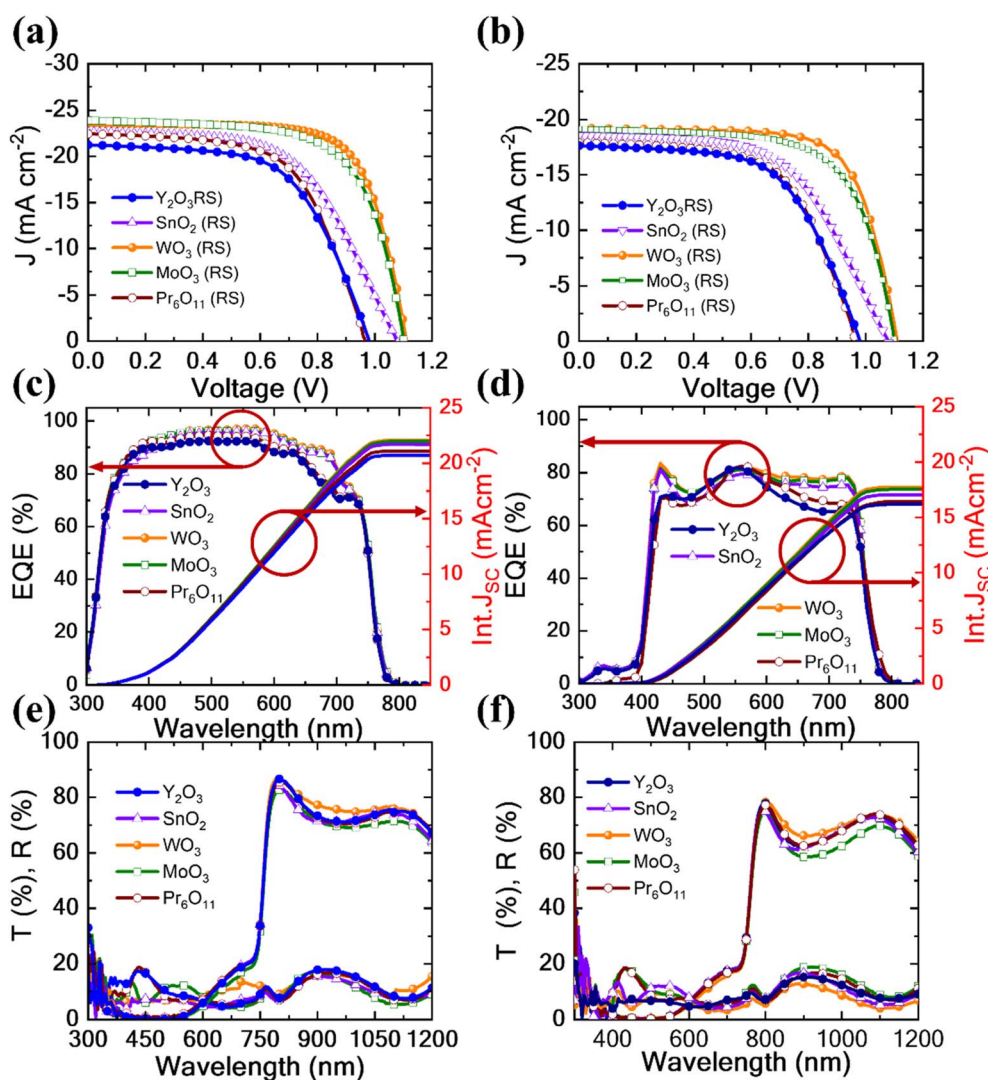 (a)
-30
-25
-20
-15
-10
-5
0
J (mA cm⁻²)
Y₂O₃RS)
SnO₂ (RS)
WO₃ (RS)
MoO₃ (RS)
Pr₆O₁₁ (RS)
0.0 0.2 0.4 0.6 0.8 1.0 1.2
Voltage (V)
(b)
-30
-25
-20
-15
-10
-5
0
J (mA cm⁻²)
Y₂O₃RS)
SnO₂ (RS)
WO₃ (RS)
MoO₃ (RS)
Pr₆O₁₁ (RS)
0.0 0.2 0.4 0.6 0.8 1.0 1.2
Voltage (V)
(c)
100
80
60
40
20
0
EQE (%)
Y₂O₃
SnO₂
WO₃
MoO₃
Pr₆O₁₁
25
20
15
10
5
0
Int.J_SC (mAcm⁻²)
300 400 500 600 700 800
Wavelength (nm)
(d)
100
80
60
40
20
0
EQE (%)
Y₂O₃
SnO₂
WO₃
MoO₃
Pr₆O₁₁
25
20
15
10
5
0
Int.J_SC (mAcm⁻²)
300 400 500 600 700 800
Wavelength (nm)
(e)
100
80
60
40
20
0
T (%), R (%)
Y₂O₃
SnO₂
WO₃
MoO₃
Pr₆O₁₁
300 450 600 750 900 1050 1200
Wavelength (nm)
(f)
100
80
60
40
20
0
T (%), R (%)
Y₂O₃
SnO₂
WO₃
MoO₃
Pr₆O₁₁
400 600 800 1000 1200
Wavelength (nm)